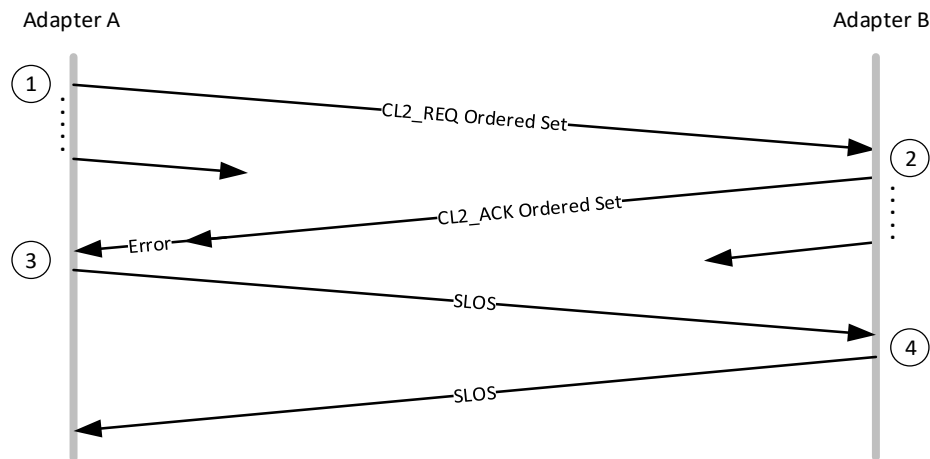 Adapter A
Adapter B
1
CL2_REQ Ordered Set
2
CL2_ACK Ordered Set
Error
3
SLOS
4
SLOS